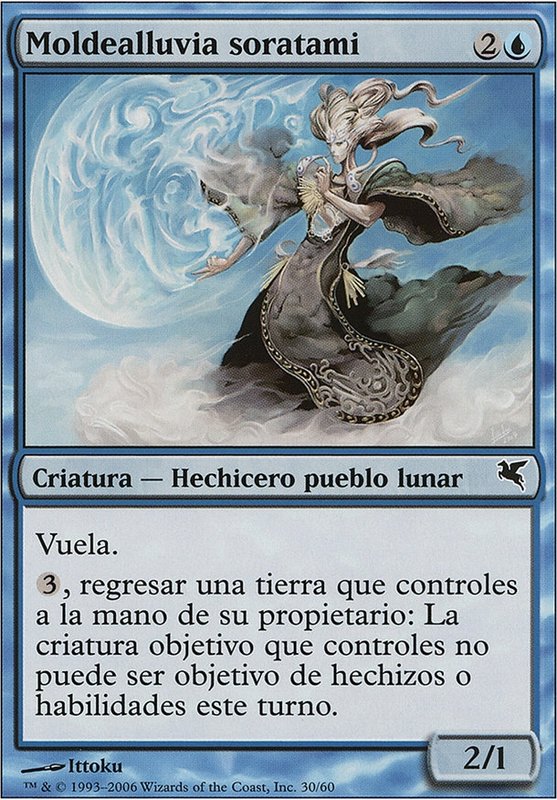 Moldealluvia soratami 2
Criatura — Hechicero pueblo lunar
Vuela.
3, regresar una tierra que controles
a la mano de su propietario: La
criatura objetivo que controles no
puede ser objetivo de hechizos o
habilidades este turno.
2/1
Ittoku
™ & © 1993–2006 Wizards of the Coast, Inc. 30/60